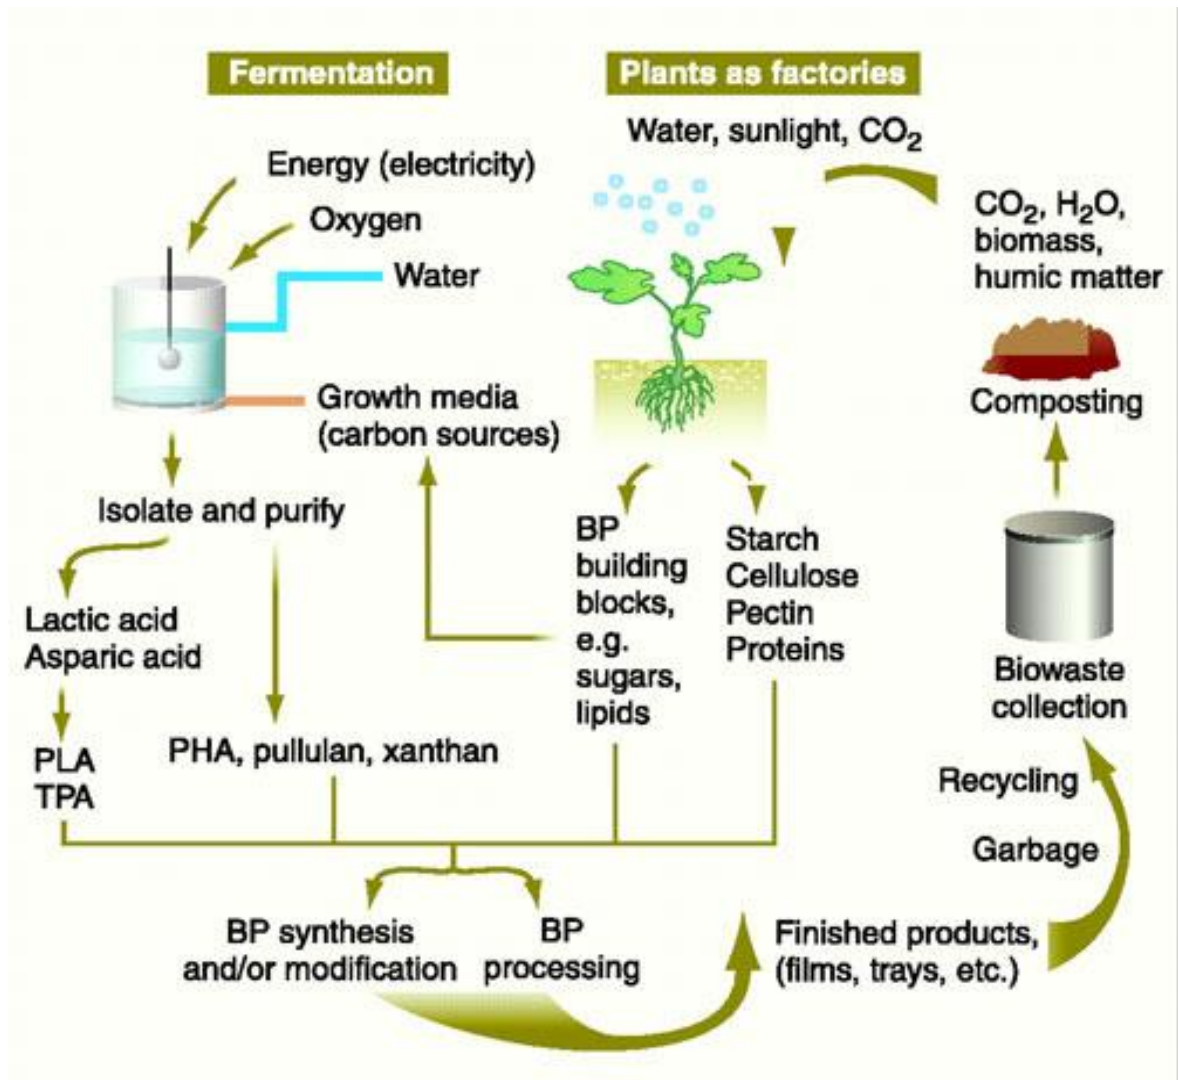 Fermentation
Energy (electricity)
Oxygen
Water
Growth media
(carbon sources)
Isolate and purify
Lactic acid
Asparic acid
PLA
TPA
PHA, pullulan, xanthan
Plants as factories
Water, sunlight, CO₂
BP
building
blocks,
e.g.
sugars,
lipids
Starch
Cellulose
Pectin
Proteins
BP synthesis
and/or modification
BP
processing
Finished products,
(films, trays, etc.)
Garbage
Recycling
Biowaste
collection
Composting
CO₂, H₂O,
biomass,
humic matter